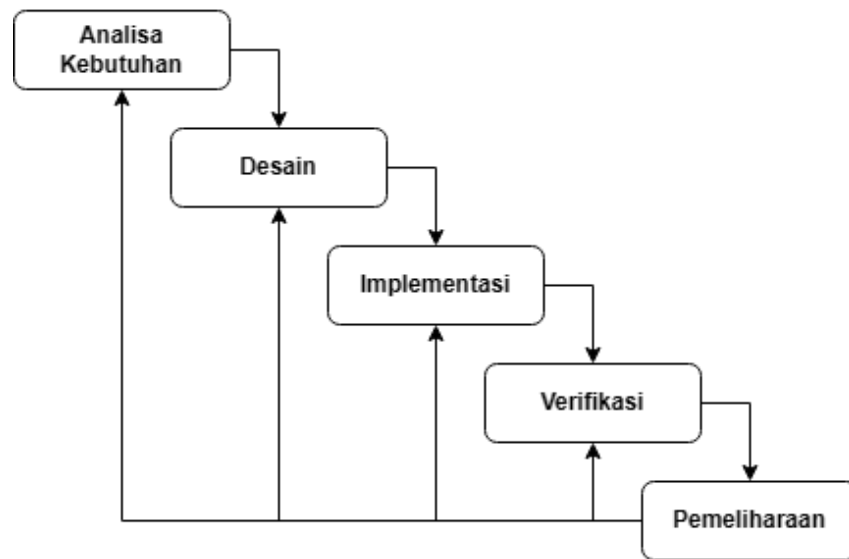 Analisa
Kebutuhan
Desain
Implementasi
Verifikasi
Pemeliharaan